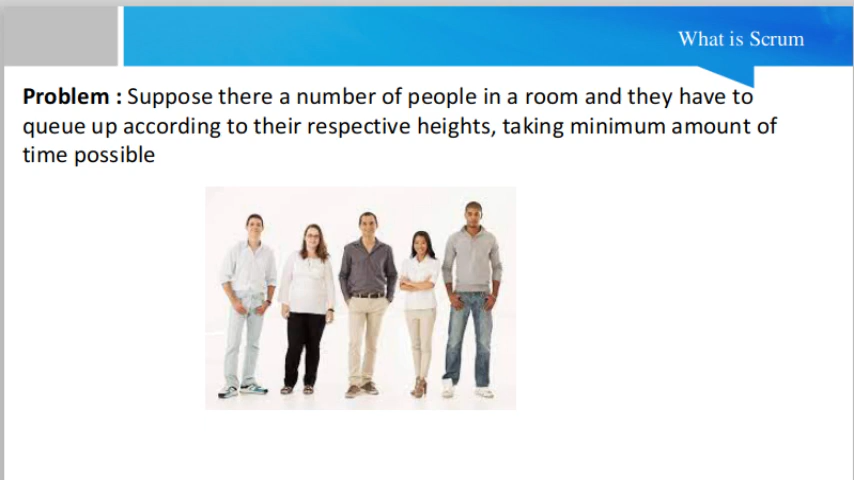 What is Scrum
Problem : Suppose there a number of people in a room and they have to
queue up according to their respective heights, taking minimum amount of
time possible